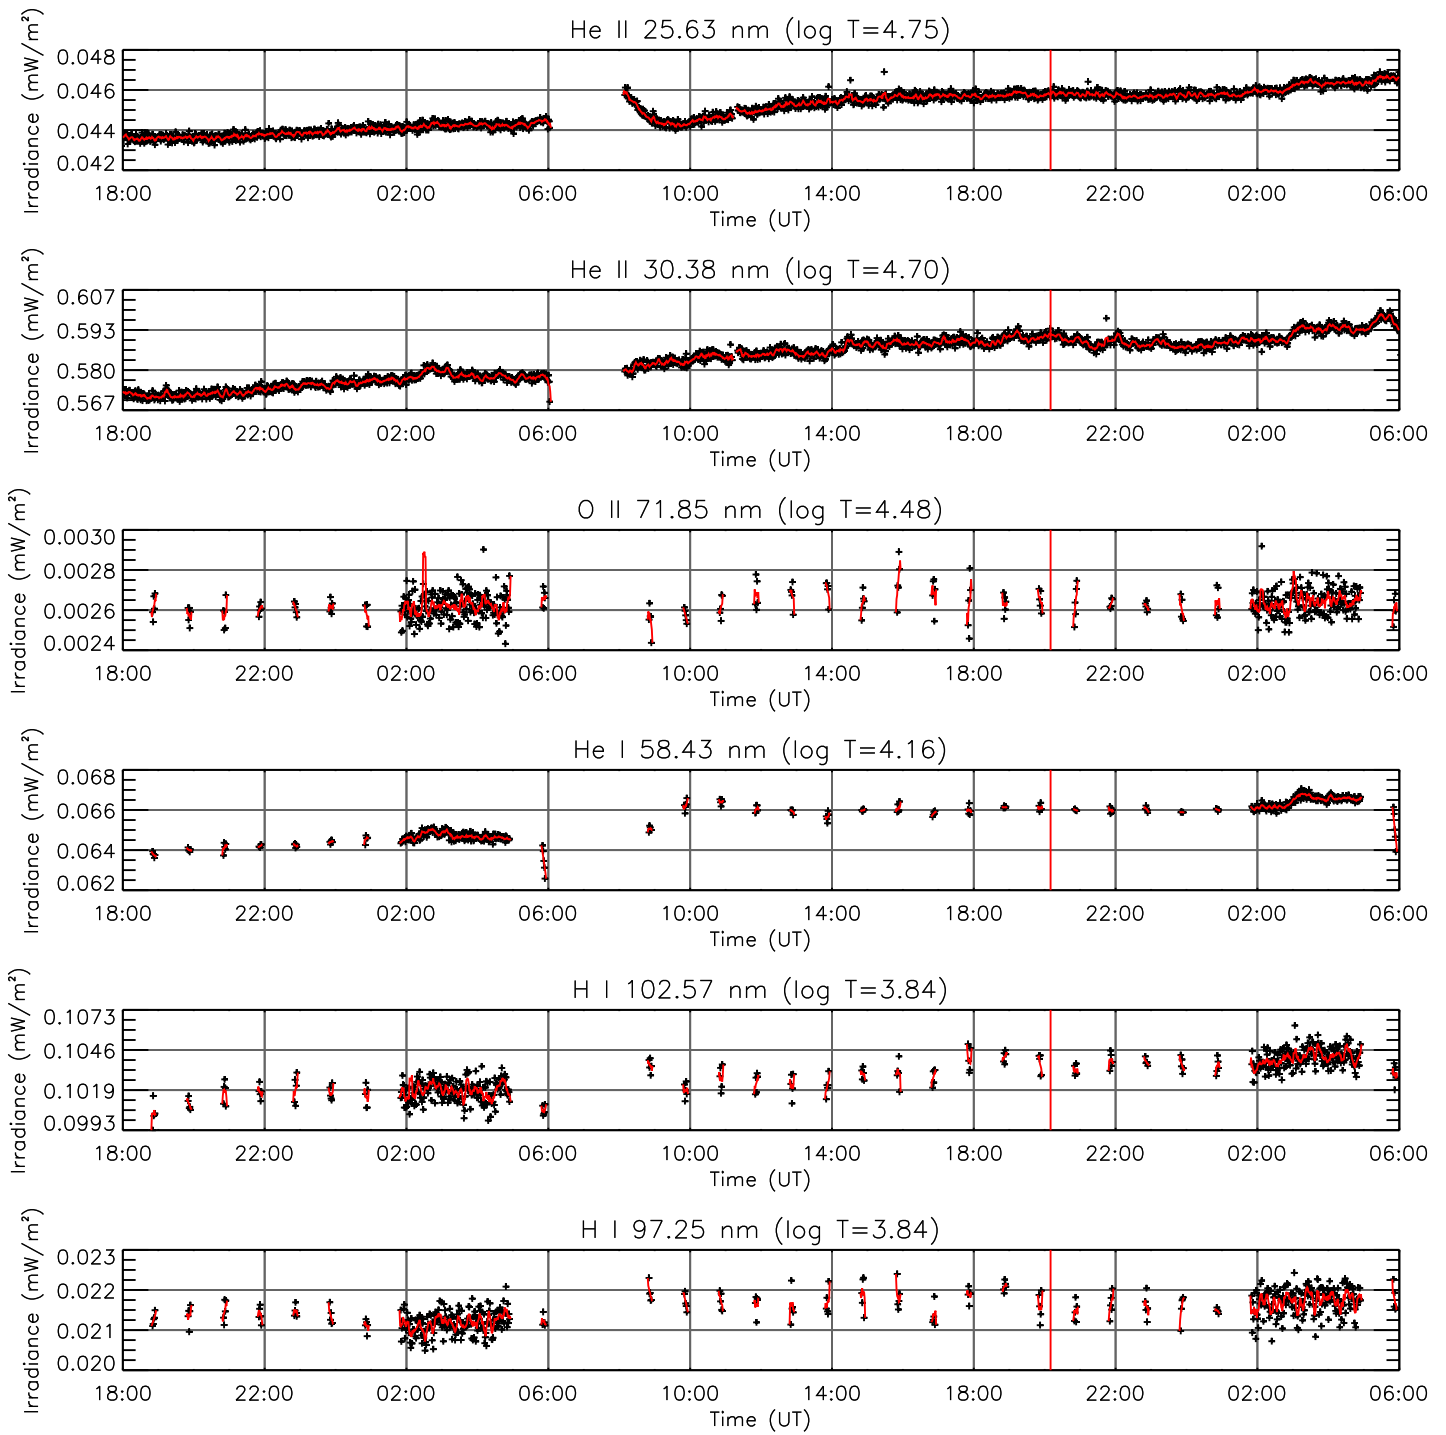 He II 25.63 nm (log T=4.75)
Irradiance (mW/m²)
0.048
0.046
0.044
0.042
18:00 22:00 02:00 06:00 10:00 14:00 18:00 22:00 02:00 06:00
Time (UT)
He II 30.38 nm (log T=4.70)
Irradiance (mW/m²)
0.607
0.593
0.580
0.567
18:00 22:00 02:00 06:00 10:00 14:00 18:00 22:00 02:00 06:00
Time (UT)
O II 71.85 nm (log T=4.48)
Irradiance (mW/m²)
0.0030
0.0028
0.0026
0.0024
18:00 22:00 02:00 06:00 10:00 14:00 18:00 22:00 02:00 06:00
Time (UT)
He I 58.43 nm (log T=4.16)
Irradiance (mW/m²)
0.068
0.066
0.064
0.062
18:00 22:00 02:00 06:00 10:00 14:00 18:00 22:00 02:00 06:00
Time (UT)
H I 102.57 nm (log T=3.84)
Irradiance (mW/m²)
0.1073
0.1046
0.1019
0.0993
18:00 22:00 02:00 06:00 10:00 14:00 18:00 22:00 02:00 06:00
Time (UT)
H I 97.25 nm (log T=3.84)
Irradiance (mW/m²)
0.023
0.022
0.021
0.020
18:00 22:00 02:00 06:00 10:00 14:00 18:00 22:00 02:00 06:00
Time (UT)